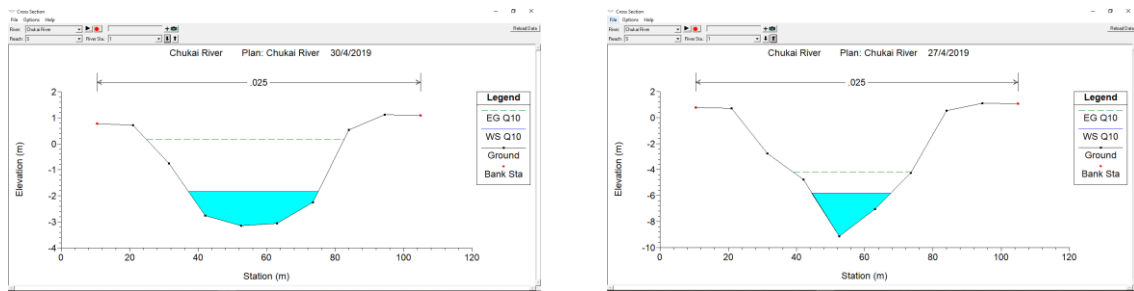 Cross Section
File Options Help
River: Chukai River
Reload Data
Reach: 0 River Sta: 1
Chukai River Plan: Chukai River 30/4/2019
.025
Legend
EG Q10
WS Q10
Ground
Bank Sta
Elevation (m)
2
1
0
-1
-2
-3
-4
0 20 40 60 80 100 120
Station (m)
Cross Section
File Options Help
River: Chukai River
Reload Data
Reach: 0 River Sta: 1
Chukai River Plan: Chukai River 27/4/2019
.025
Legend
EG Q10
WS Q10
Ground
Bank Sta
Elevation (m)
2
0
-2
-4
-6
-8
-10
0 20 40 60 80 100 120
Station (m)